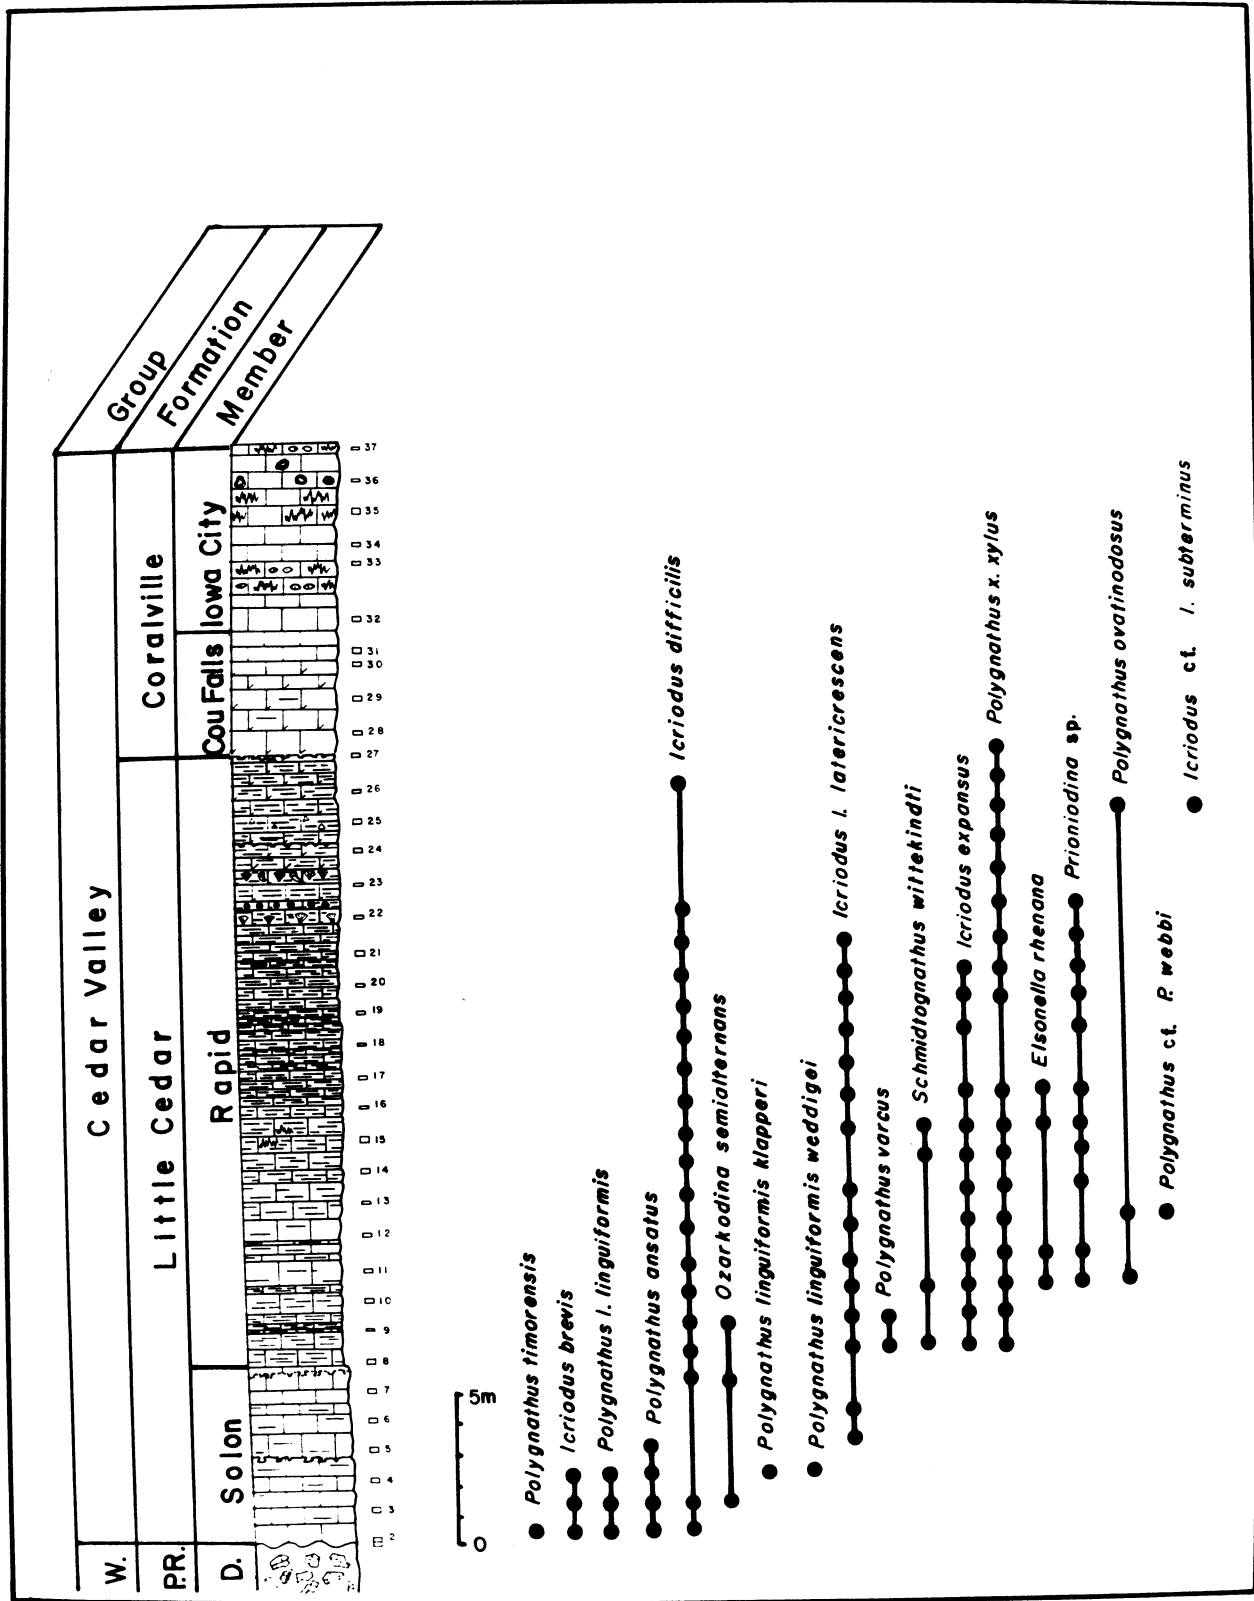 Group
Formation
Member
Cedar Valley
Coralville
Little Cedar
Iowa City
Cou Falls
Rapid
Solon
W.
P.R.
D.
37
36
35
34
33
32
31
30
29
28
27
26
25
24
23
22
21
20
19
18
17
16
15
14
13
12
11
10
9
8
7
6
5
4
3
2
5m
0
Polygnathus timorensis
Icriodus brevis
Polygnathus l. linguiformis
Polygnathus ansatus
Icriodus difficilis
Ozarkodina semialternans
Polygnathus linguiformis klapperi
Polygnathus linguiformis weddigei
Icriodus l. latericrescens
Polygnathus varcus
Schmidtognathus wittekindti
Icriodus expansus
Polygnathus x. xylus
Elsonella rhenana
Prioniodina sp.
Polygnathus ovatinodosus
Polygnathus cf. P. webbi
Icriodus cf. I. subterminus